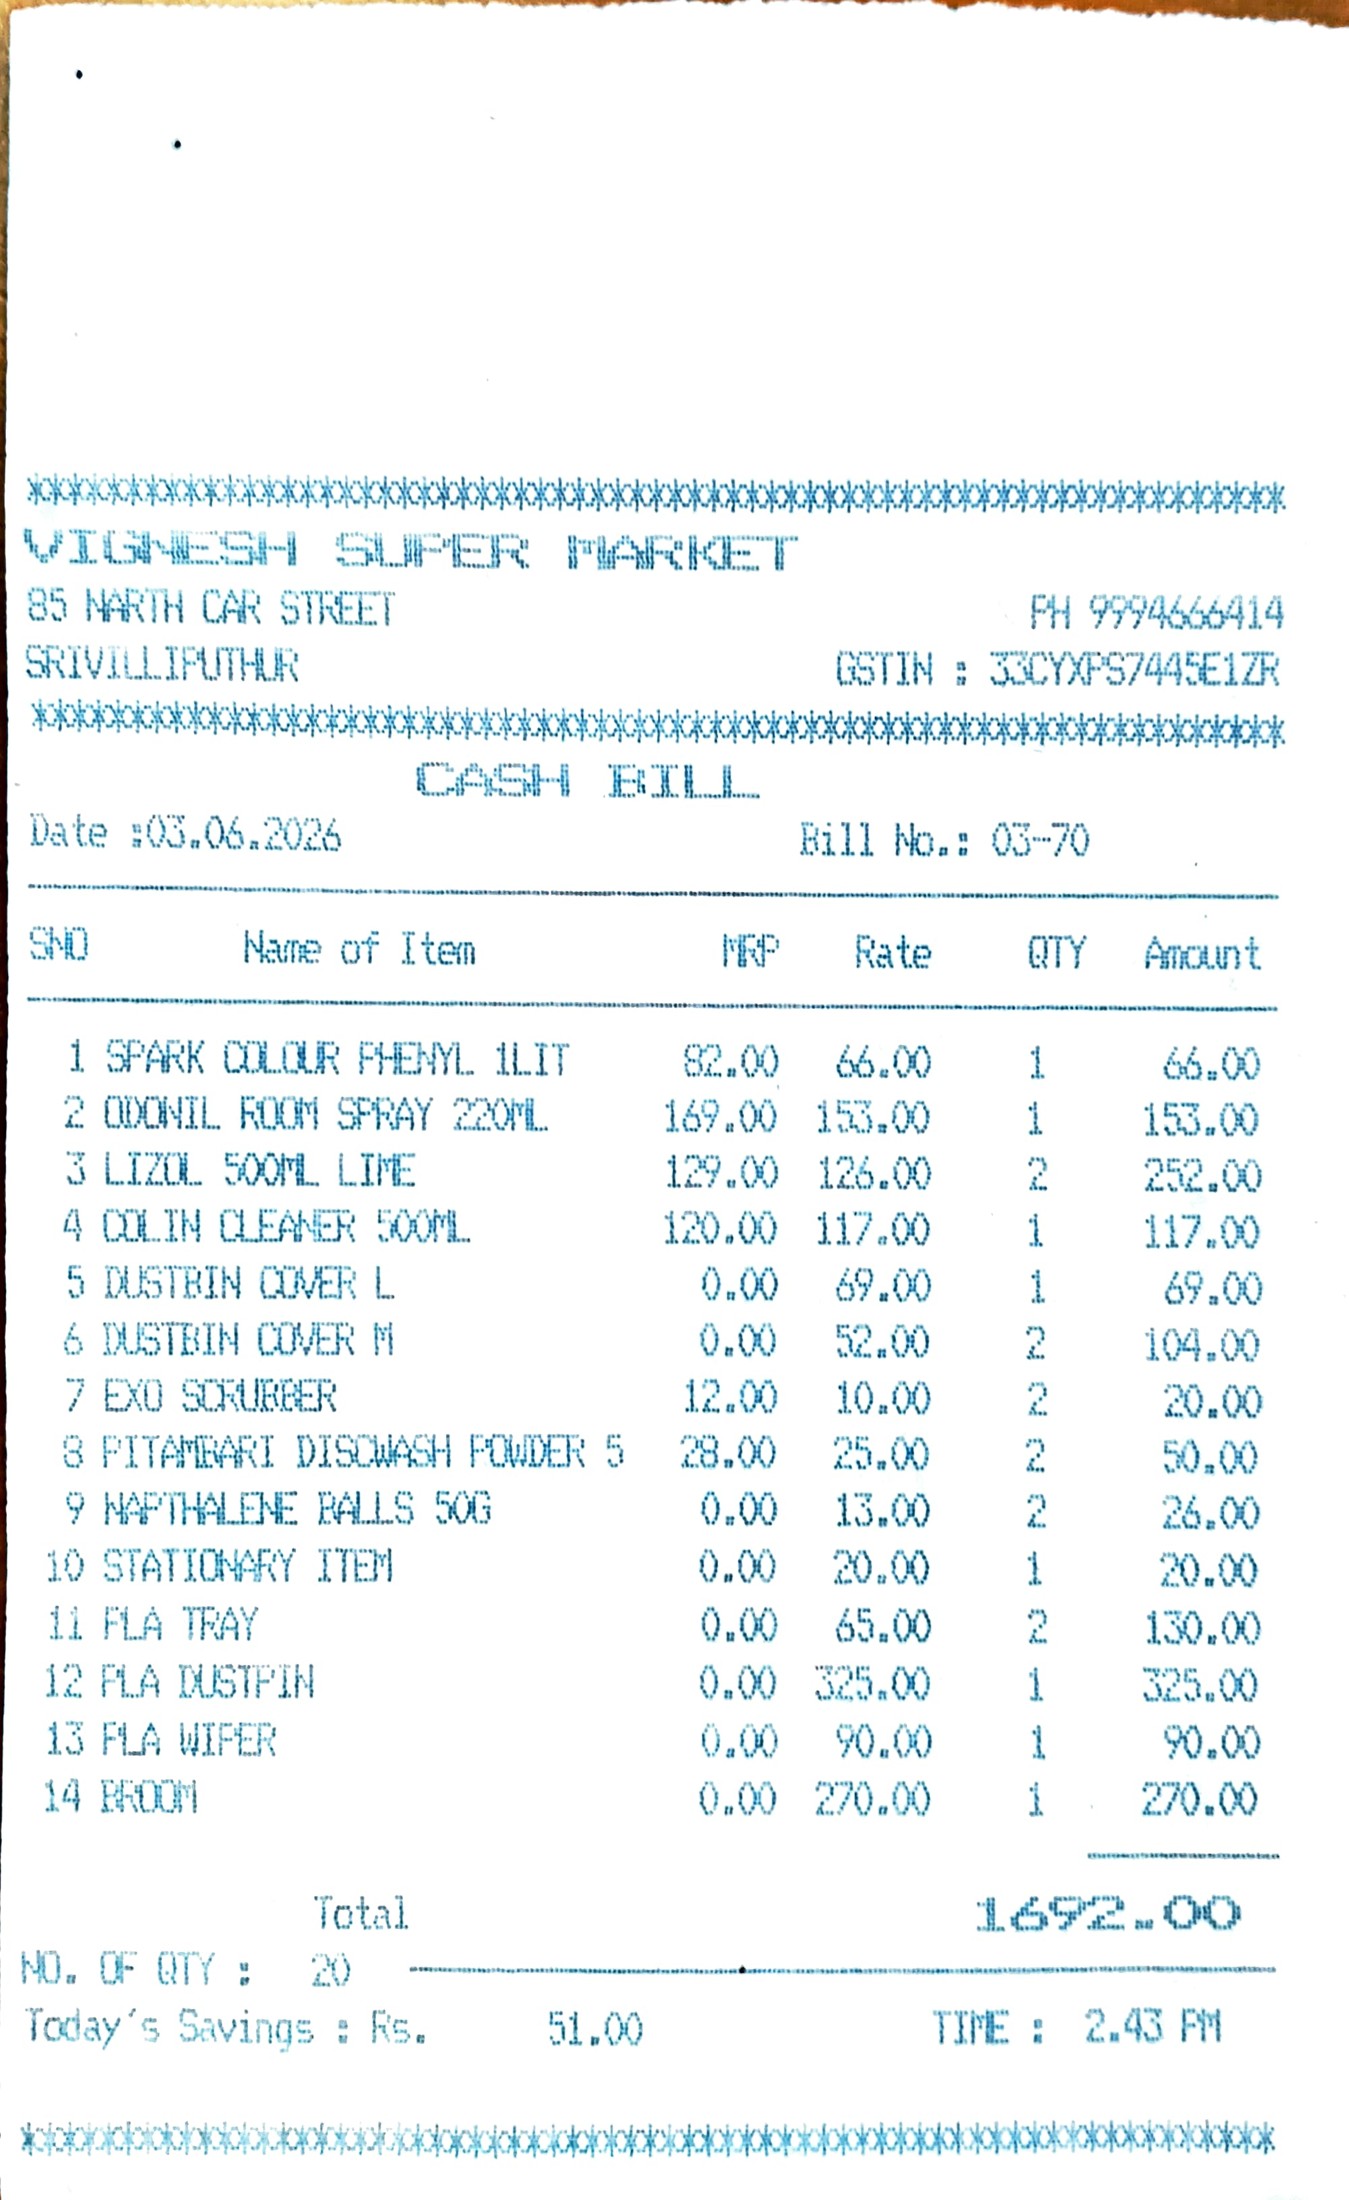 ************************************************************
VIGNESH SUPER MARKET
85 NARTH CAR STREET PH 9994666414
SRIVILLIPUTHUR GSTIN : 33CYXPS7445E1ZR
************************************************************
CASH BILL
Date :03.06.2026 Bill No.: 03-70
SNO Name of Item MRP Rate QTY Amount
1 SPARK COLOUR PHENYL 1LIT 82.00 66.00 1 66.00
2 ODONIL ROOM SPRAY 220ML 169.00 153.00 1 153.00
3 LIZOL 500ML LIME 129.00 126.00 2 252.00
4 COLIN CLEANER 500ML 120.00 117.00 1 117.00
5 DUSTBIN COVER L 0.00 69.00 1 69.00
6 DUSTBIN COVER M 0.00 52.00 2 104.00
7 EXO SCRUBBER 12.00 10.00 2 20.00
8 PITAMBARI DISCWASH POWDER 5 28.00 25.00 2 50.00
9 NAPTHALENE BALLS 50G 0.00 13.00 2 26.00
10 STATIONARY ITEM 0.00 20.00 1 20.00
11 PLA TRAY 0.00 65.00 2 130.00
12 PLA DUSTPIN 0.00 325.00 1 325.00
13 PLA WIPER 0.00 90.00 1 90.00
14 BROOM 0.00 270.00 1 270.00
Total 1692.00
NO. OF QTY : 20
Today's Savings : Rs. 51.00 TIME : 2.43 PM
************************************************************